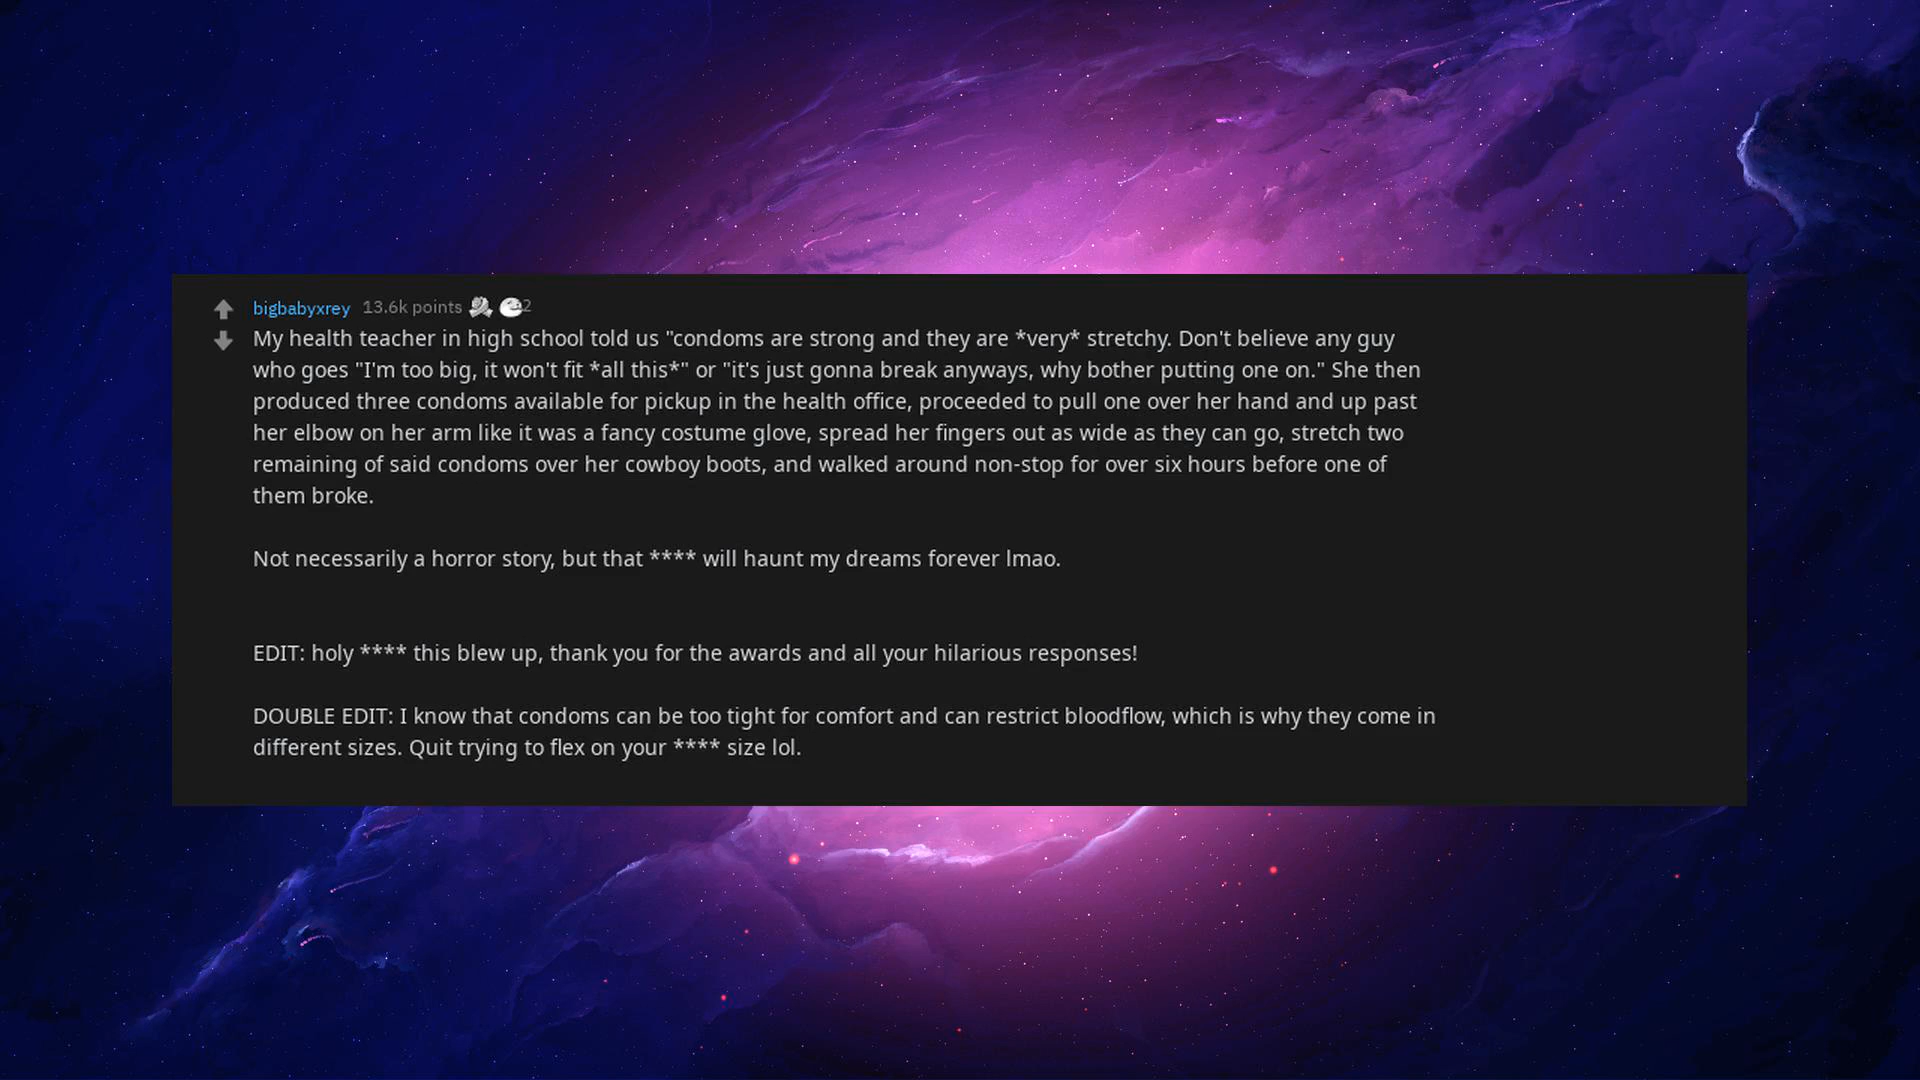 bigbabyxrey 13.6k points 2
My health teacher in high school told us "condoms are strong and they are *very* stretchy. Don't believe any guy
who goes "I'm too big, it won't fit *all this*" or "it's just gonna break anyways, why bother putting one on." She then
produced three condoms available for pickup in the health office, proceeded to pull one over her hand and up past
her elbow on her arm like it was a fancy costume glove, spread her fingers out as wide as they can go, stretch two
remaining of said condoms over her cowboy boots, and walked around non-stop for over six hours before one of
them broke.
Not necessarily a horror story, but that **** will haunt my dreams forever lmao.
EDIT: holy **** this blew up, thank you for the awards and all your hilarious responses!
DOUBLE EDIT: I know that condoms can be too tight for comfort and can restrict bloodflow, which is why they come in
different sizes. Quit trying to flex on your **** size lol.